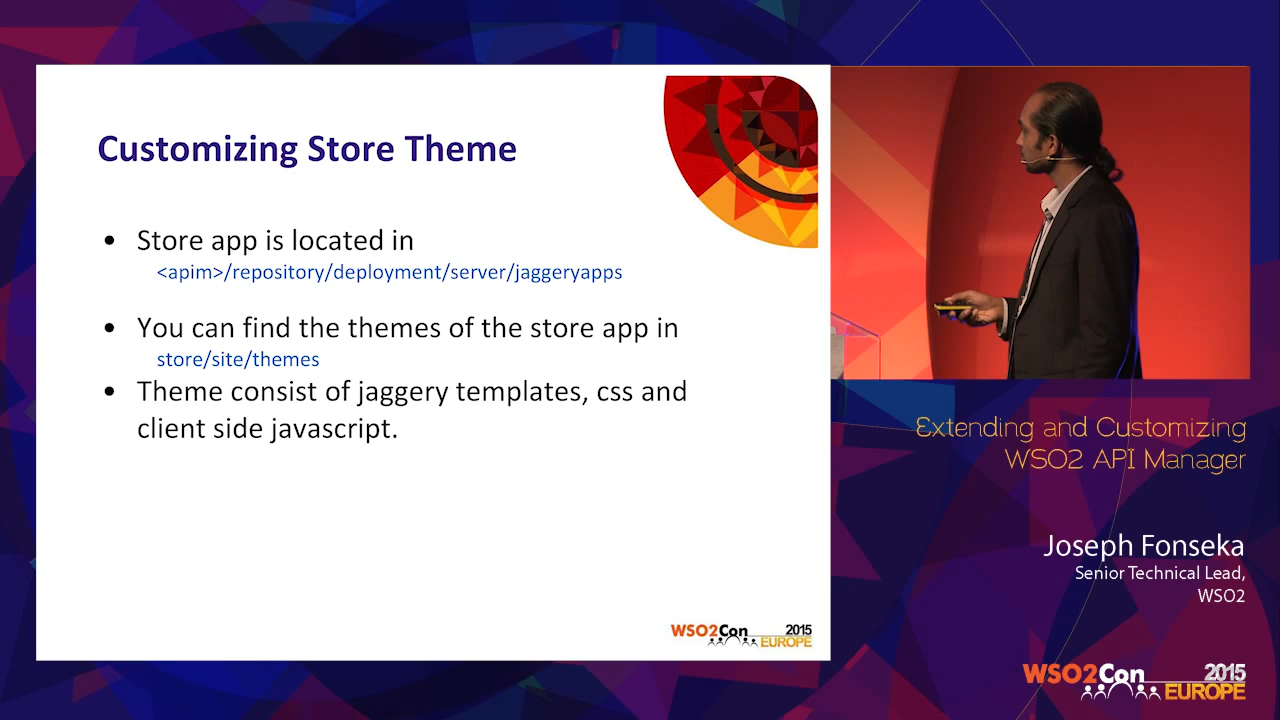 Customizing Store Theme
• Store app is located in
<apim>/repository/deployment/server/jaggeryapps
• You can find the themes of the store app in
store/site/themes
• Theme consist of jaggery templates, css and
client side javascript.
WSO2Con 2015
EUROPE
Extending and Customizing
WSO2 API Manager
Joseph Fonseka
Senior Technical Lead,
WSO2
WSO2Con 2015
EUROPE